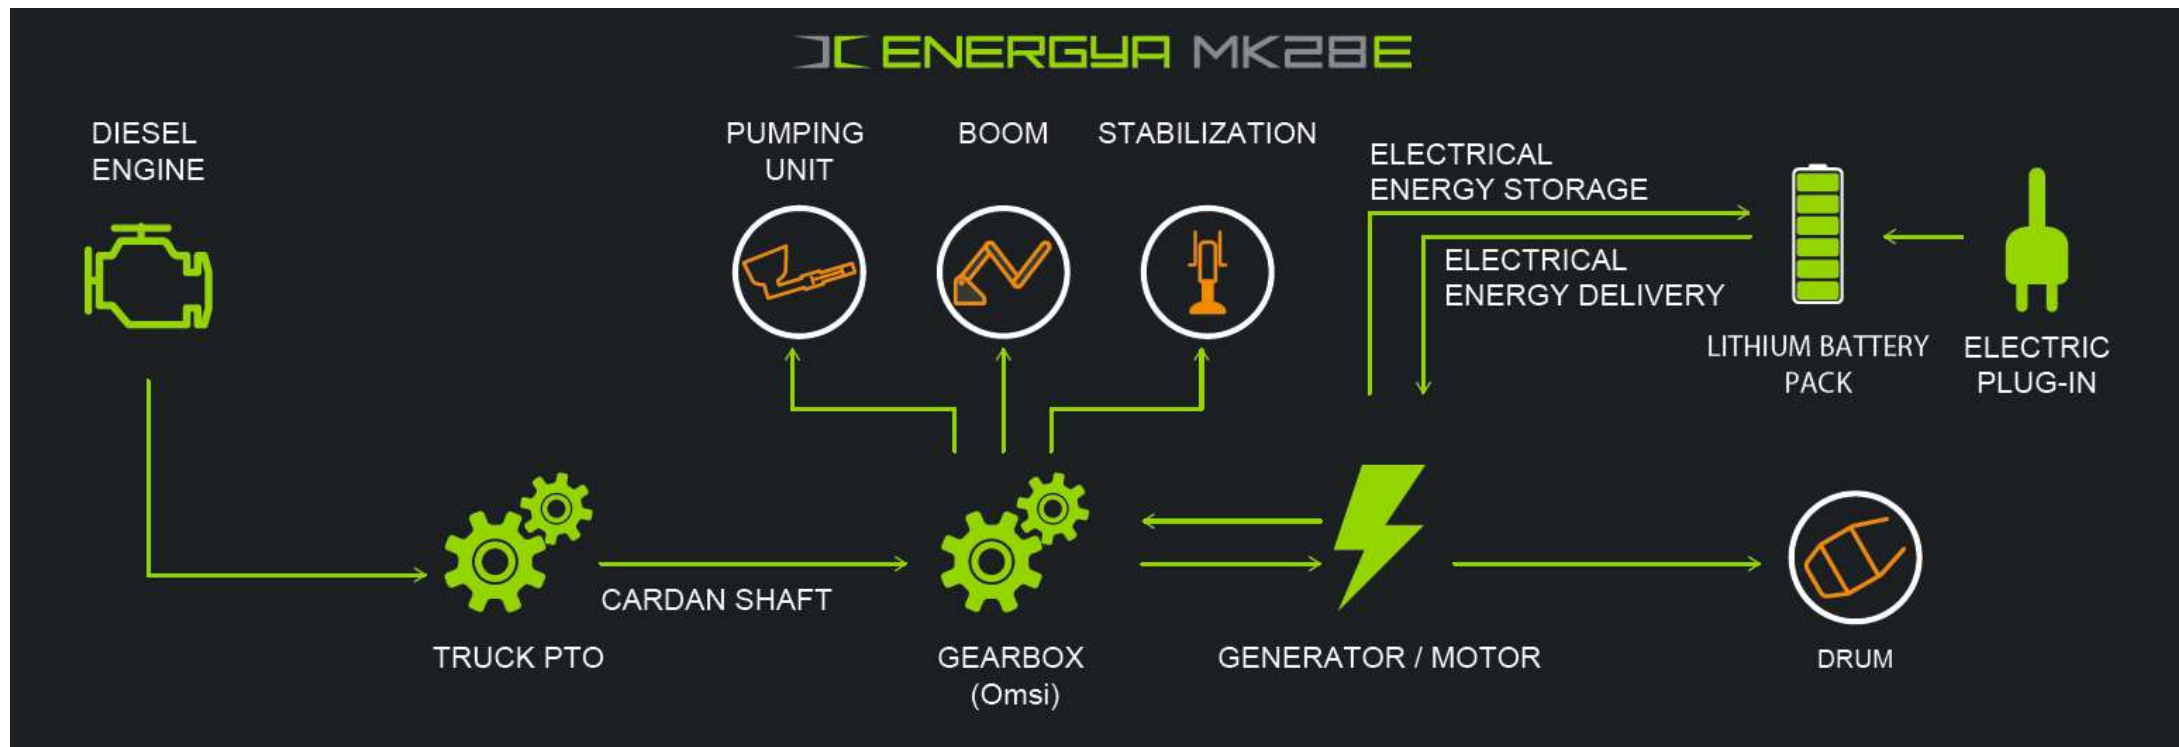 ENERGYA MK28E
DIESEL
ENGINE
PUMPING
UNIT
BOOM
STABILIZATION
ELECTRICAL
ENERGY STORAGE
ELECTRICAL
ENERGY DELIVERY
LITHIUM BATTERY
PACK
ELECTRIC
PLUG-IN
CARDAN SHAFT
TRUCK PTO
GEARBOX
(Omsi)
GENERATOR / MOTOR
DRUM